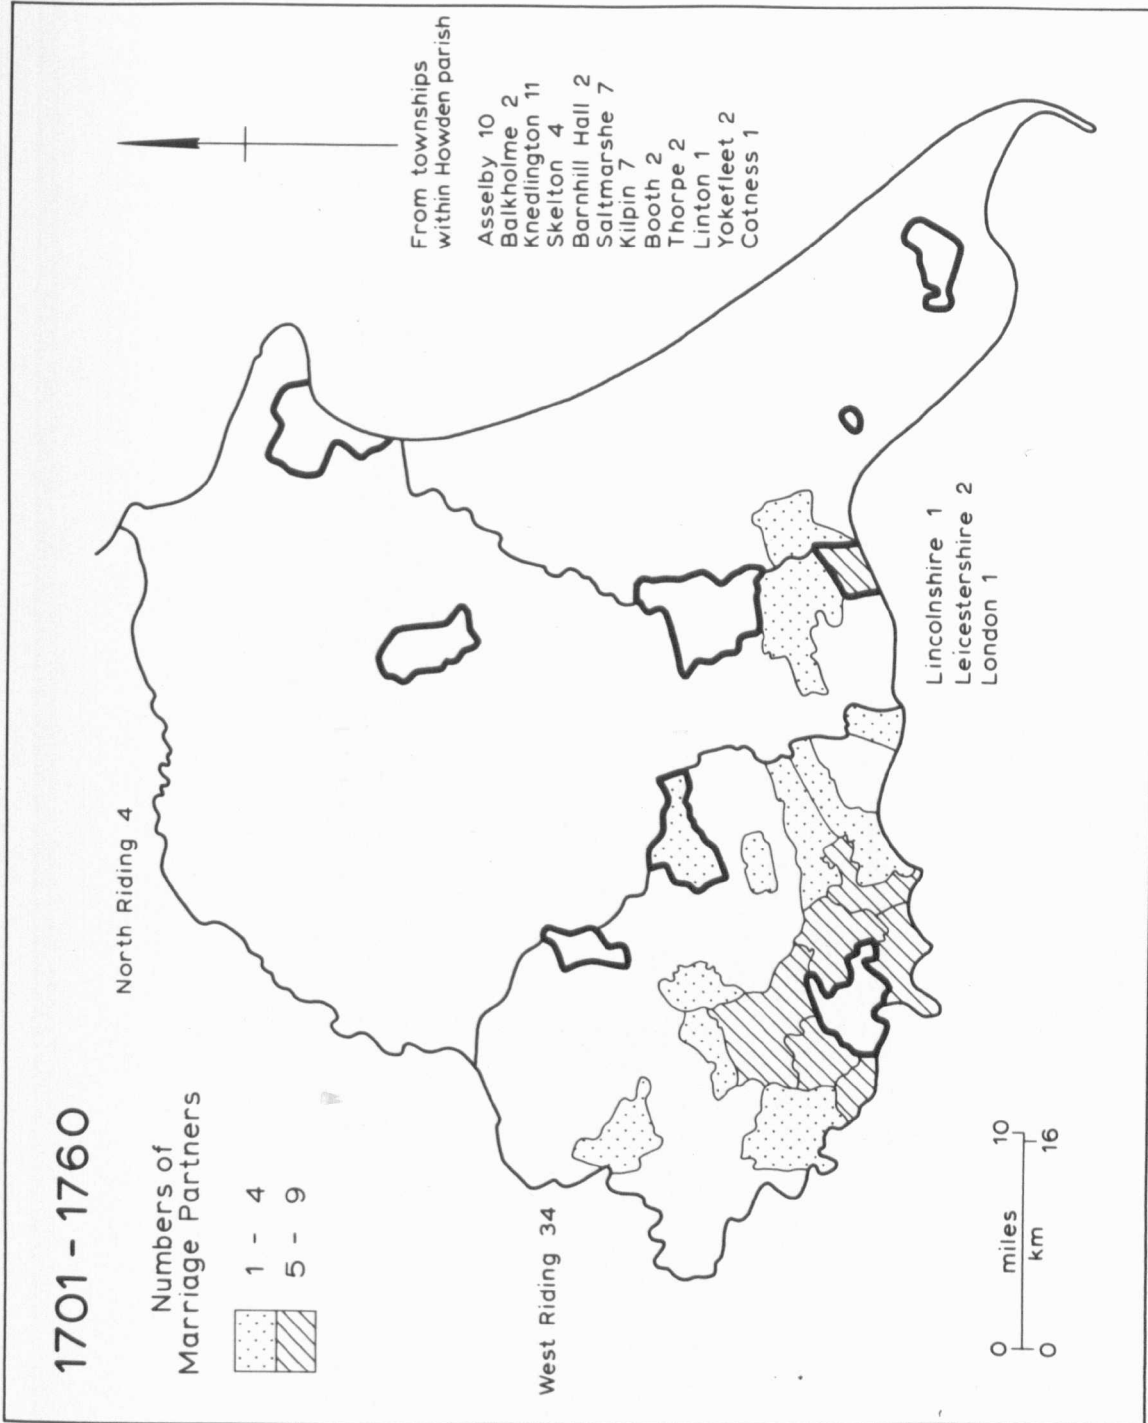 1701 - 1760
Numbers of
Marriage Partners
1 - 4
5 - 9
North Riding 4
West Riding 34
From townships
within Howden parish
Asselby 10
Balkholme 2
Knedlington 11
Skelton 4
Barnhill Hall 2
Saltmarshe 7
Kilpin 7
Booth 2
Thorpe 2
Linton 1
Yokefleet 2
Cotness 1
Lincolnshire 1
Leicestershire 2
London 1
0 miles 10
0 km 16